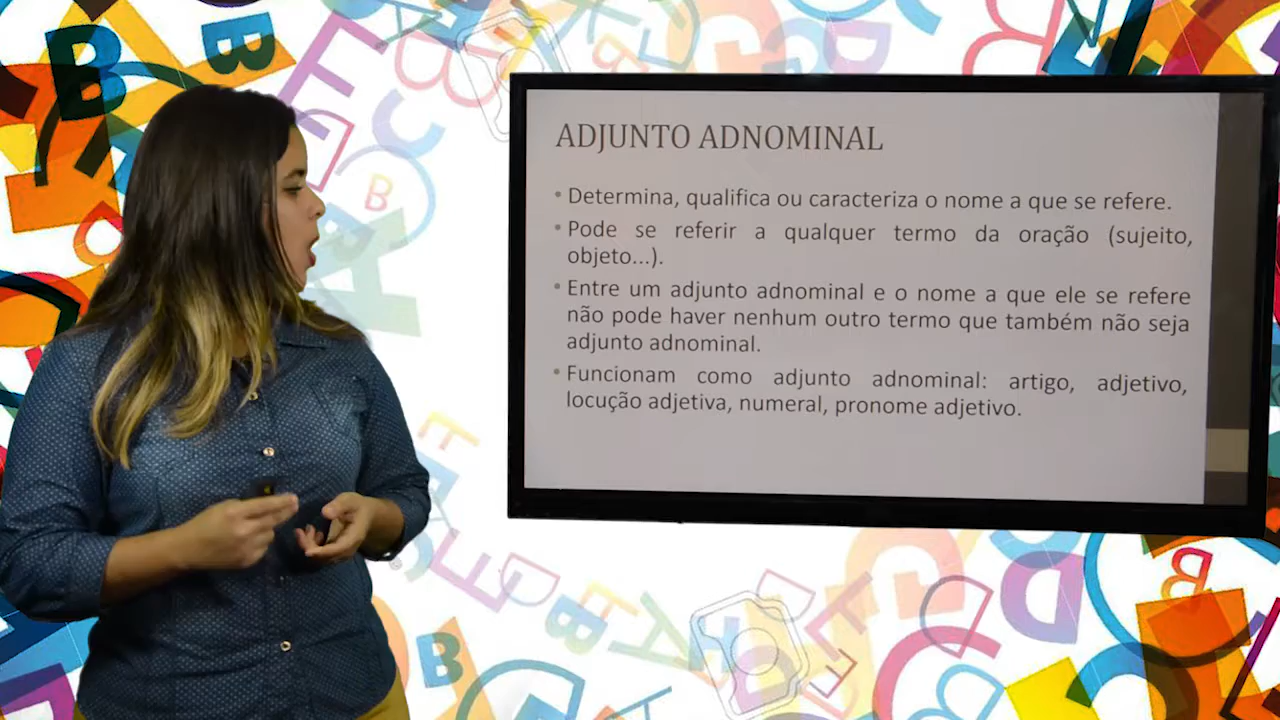 ADJUNTO ADNOMINAL
• Determina, qualifica ou caracteriza o nome a que se refere.
• Pode se referir a qualquer termo da oração (sujeito,
objeto...).
• Entre um adjunto adnominal e o nome a que ele se refere
não pode haver nenhum outro termo que também não seja
adjunto adnominal.
• Funcionam como adjunto adnominal: artigo, adjetivo,
locução adjetiva, numeral, pronome adjetivo.